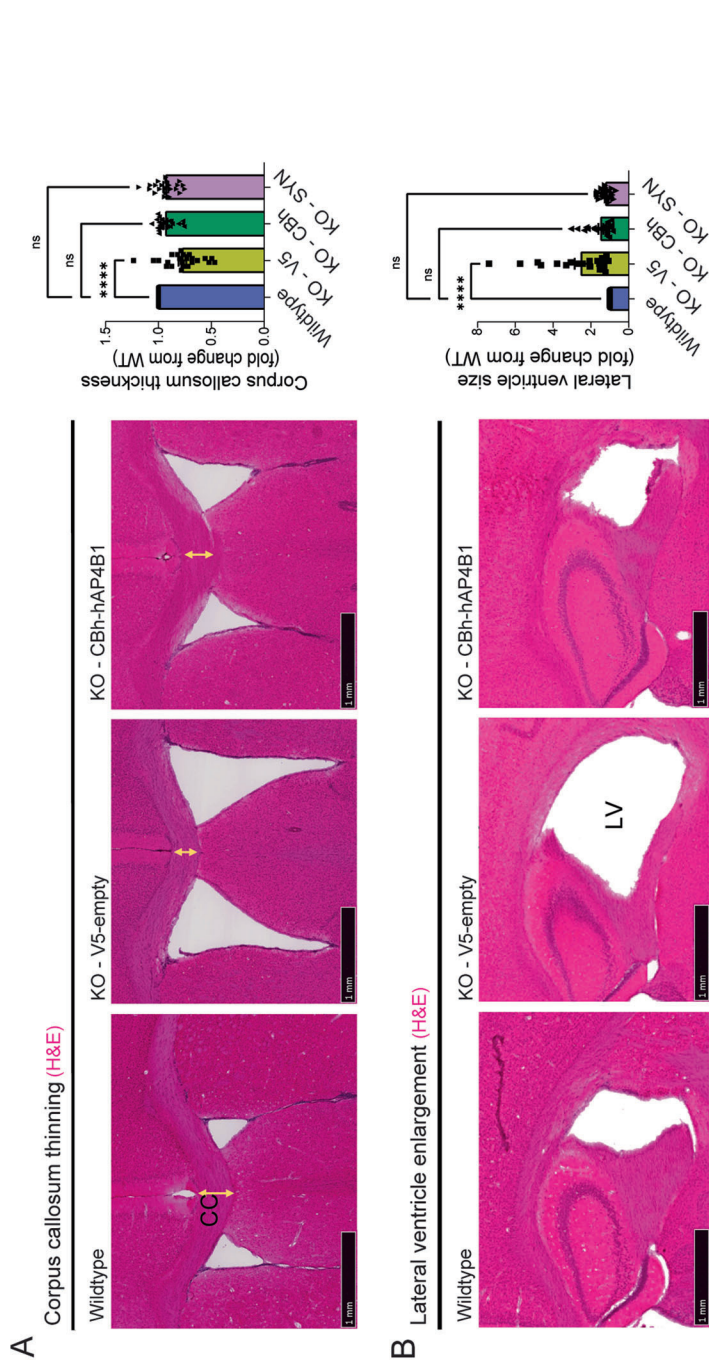 A
Corpus callosum thinning (H&E)
Wildtype
KO - V5-empty
KO - CBh-hAP4B1
CC
1 mm
1 mm
1 mm
Corpus callosum thickness
(fold change from WT)
1.5
1.0
0.5
0.0
ns
ns
****
Wildtype
KO - V5
KO - CBh
KO - SYN
B
Lateral ventricle enlargement (H&E)
Wildtype
KO - V5-empty
KO - CBh-hAP4B1
LV
1 mm
1 mm
1 mm
Lateral ventricle size
(fold change from WT)
8
6
4
2
0
ns
ns
****
Wildtype
KO - V5
KO - CBh
KO - SYN